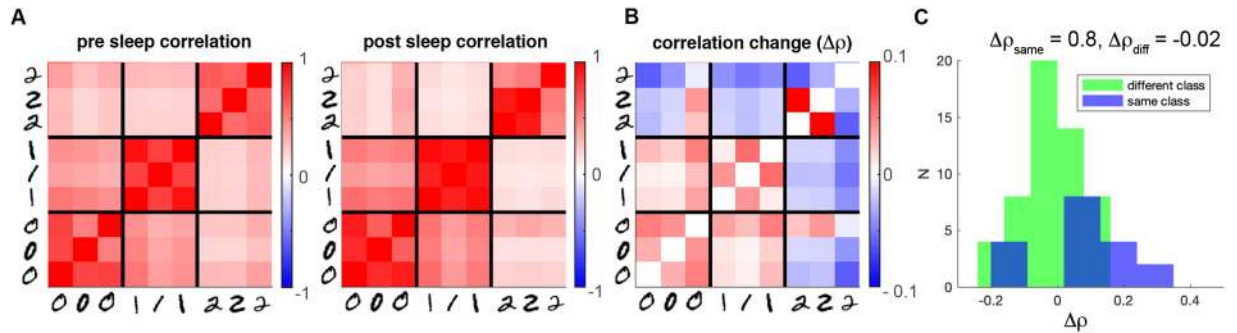 A
B
C
pre sleep correlation
post sleep correlation
correlation change (Δρ)
Δρsame = 0.8, Δρdiff = -0.02
2
2
2
1
1
1
0
0
0
0 0 0 1 1 1 2 2 2
1
0
-1
2
2
2
1
1
1
0
0
0
0 0 0 1 1 1 2 2 2
1
0
-1
2
2
2
1
1
1
0
0
0
0 0 0 1 1 1 2 2 2
0.1
0
- 0.1
20
15
10
5
0
N
different class
same class
-0.2 0 0.2 0.4
Δρ